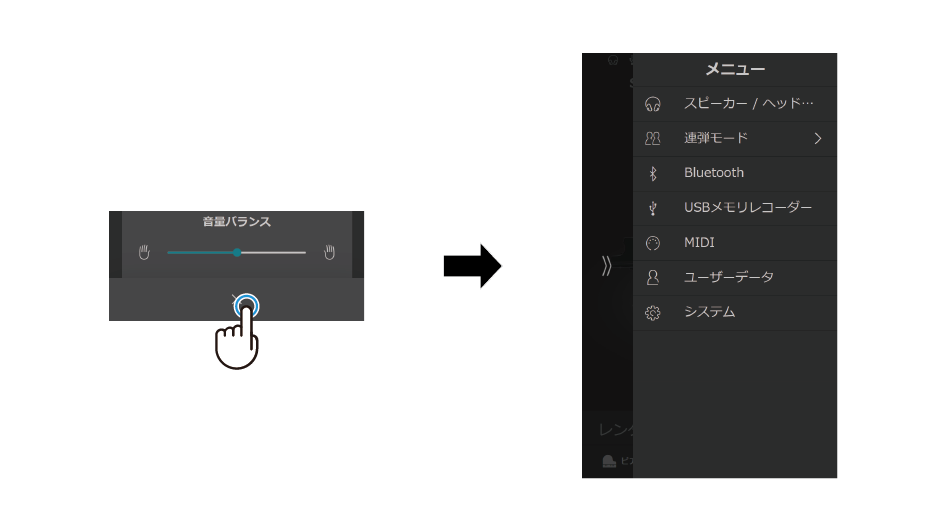 音量バランス
メニュー
スピーカー / ヘッド…
連弾モード
Bluetooth
USBメモリレコーダー
MIDI
ユーザーデータ
システム
レン
ピア